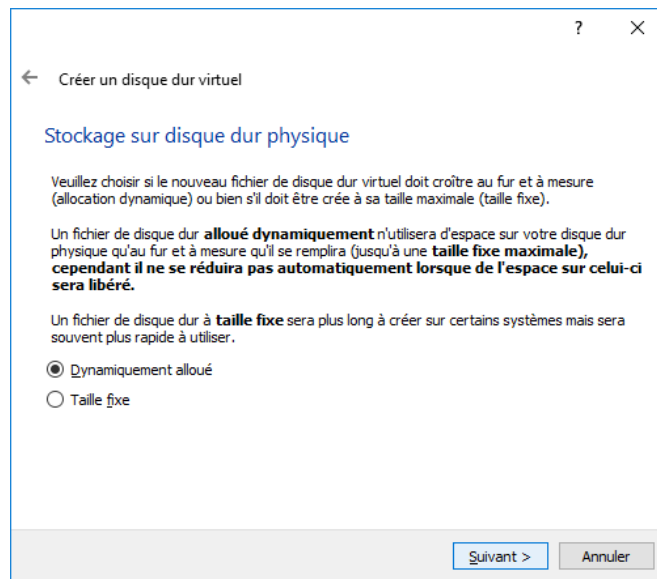 ?
Créer un disque dur virtuel
Stockage sur disque dur physique
Veuillez choisir si le nouveau fichier de disque dur virtuel doit croître au fur et à mesure
(allocation dynamique) ou bien s'il doit être crée à sa taille maximale (taille fixe).
Un fichier de disque dur alloué dynamiquement n'utilisera d'espace sur votre disque dur
physique qu'au fur et à mesure qu'il se remplira (jusqu'à une taille fixe maximale),
cependant il ne se réduira pas automatiquement lorsque de l'espace sur celui-ci
sera libéré.
Un fichier de disque dur à taille fixe sera plus long à créer sur certains systèmes mais sera
souvent plus rapide à utiliser.
Dynamiquement alloué
Taille fixe
Suivant >
Annuler